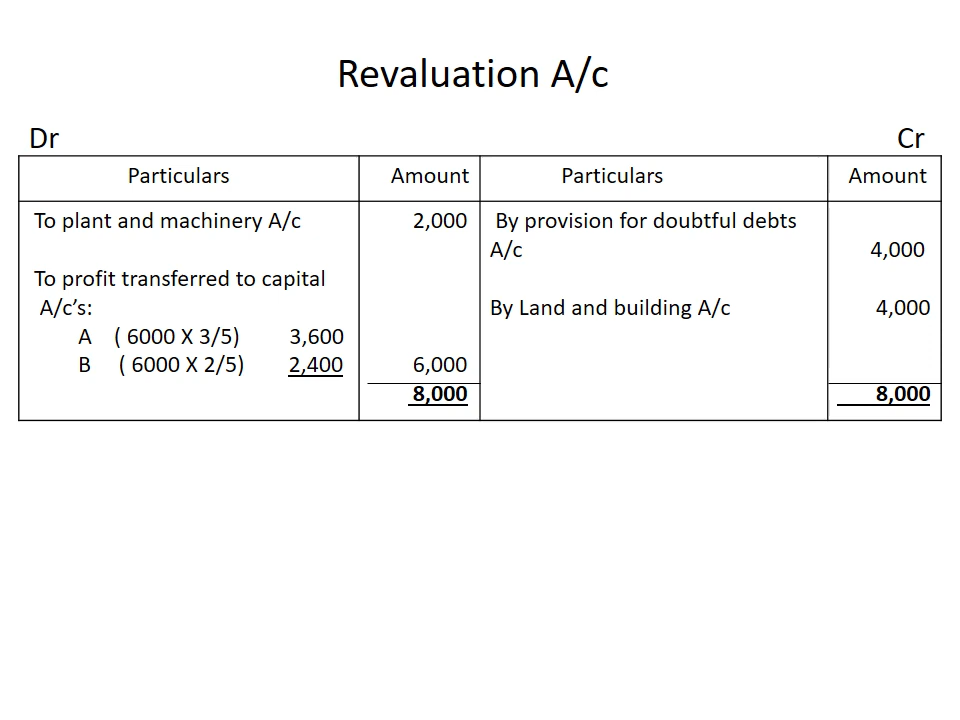 Revaluation A/c
Dr Cr
Particulars Amount Particulars Amount
To plant and machinery A/c 2,000 By provision for doubtful debts
A/c 4,000
To profit transferred to capital
A/c’s: By Land and building A/c 4,000
A ( 6000 X 3/5) 3,600
B ( 6000 X 2/5) 2,400 6,000
8,000 8,000